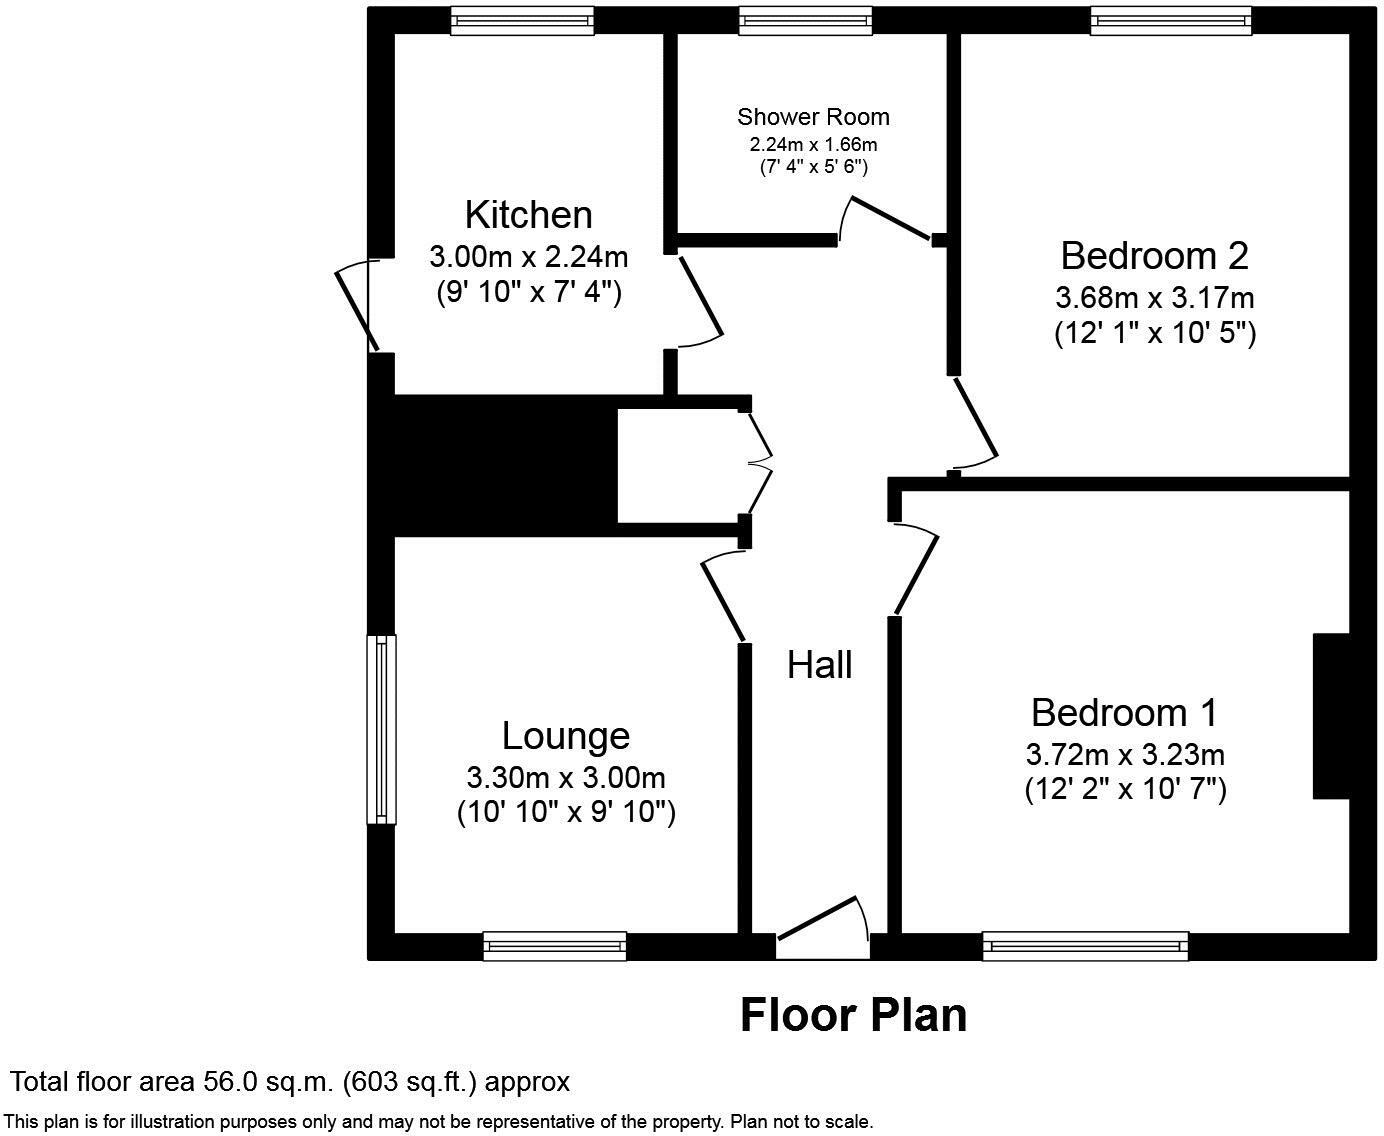 Shower Room
2.24m x 1.66m
(7' 4" x 5' 6")
Kitchen
3.00m x 2.24m
(9' 10" x 7' 4")
Bedroom 2
3.68m x 3.17m
(12' 1" x 10' 5")
Hall
Lounge
3.30m x 3.00m
(10' 10" x 9' 10")
Bedroom 1
3.72m x 3.23m
(12' 2" x 10' 7")
Floor Plan
Total floor area 56.0 sq.m. (603 sq.ft.) approx
This plan is for illustration purposes only and may not be representative of the property. Plan not to scale.